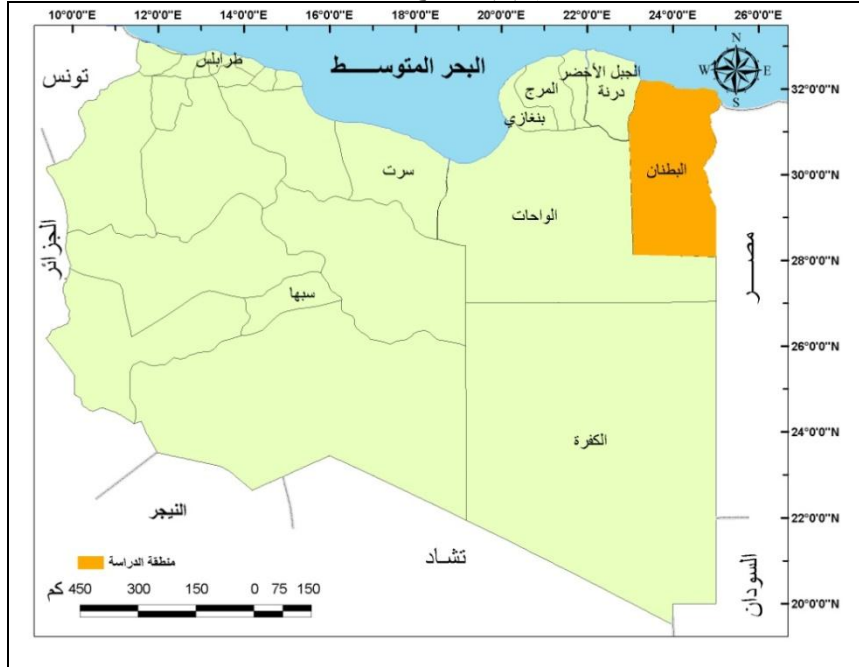 10°0'0"E 12°0'0"E 14°0'0"E 16°0'0"E 18°0'0"E 20°0'0"E 22°0'0"E 24°0'0"E 26°0'0"E
N
W E
S
تونس
طرابلس
البحر المتوســــــط
الجبل الأخضر
درنة
المرج
بنغازي
32°0'0"N
البطنان
سرت
30°0'0"N
الواحات
الجزائر
مصـــر
28°0'0"N
سبها
26°0'0"N
الكفرة
24°0'0"N
النيجر
22°0'0"N
تشـاد
السودان
منطقة الدراسة
450 300 150 0 75 150 كم
20°0'0"N